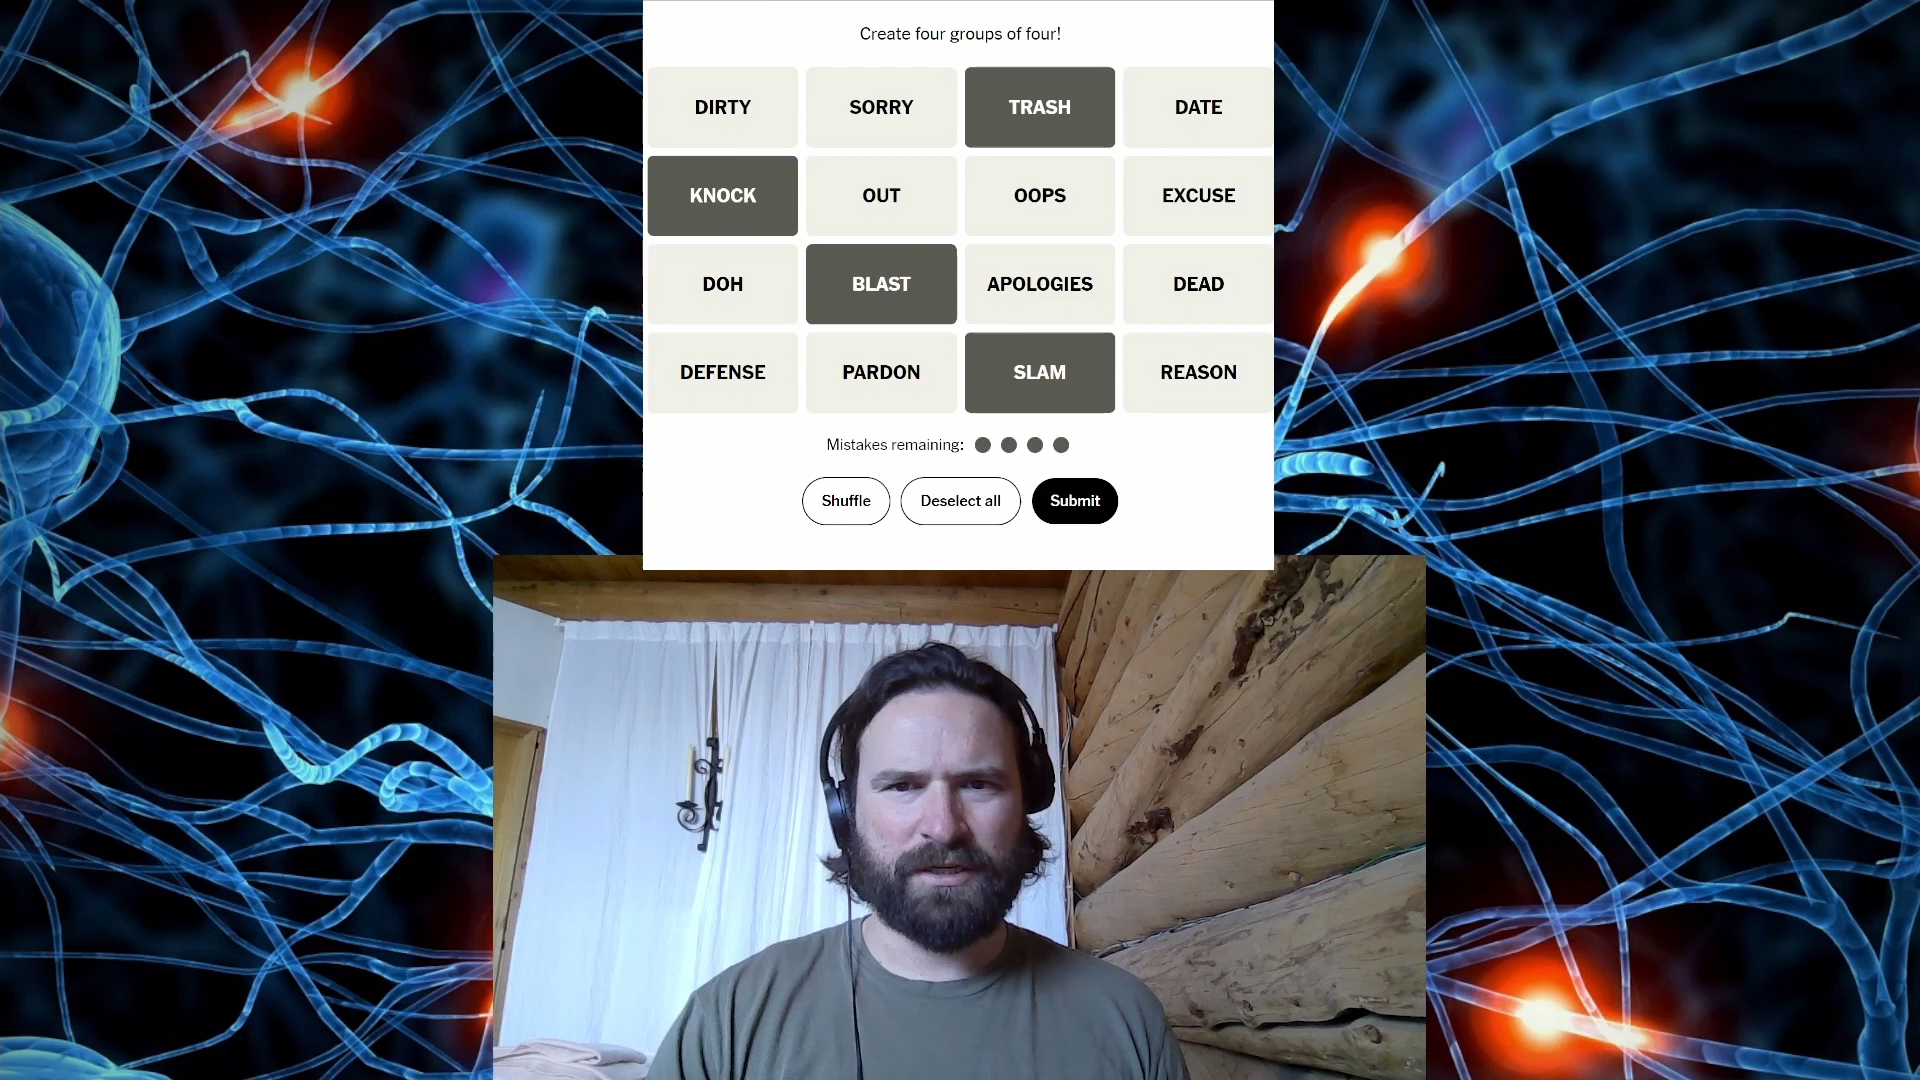 Create four groups of four!
DIRTY SORRY TRASH DATE
KNOCK OUT OOPS EXCUSE
DOH BLAST APOLOGIES DEAD
DEFENSE PARDON SLAM REASON
Mistakes remaining:
Shuffle Deselect all Submit